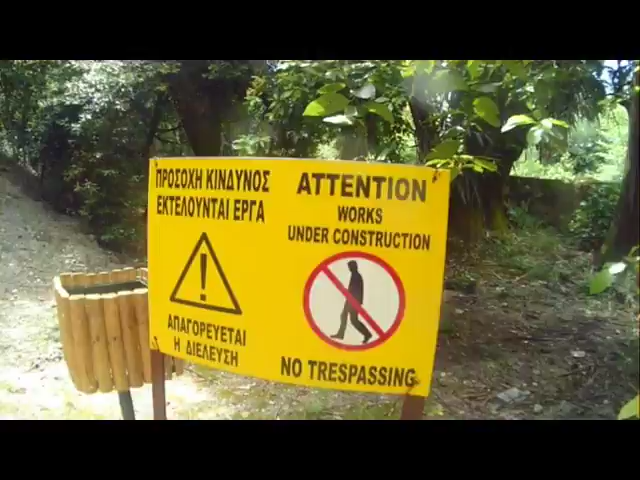 ΠΡΟΣΟΧΗ ΚΙΝΔΥΝΟΣ
ΕΚΤΕΛΟΥΝΤΑΙ ΕΡΓΑ
ΑΠΑΓΟΡΕΥΕΤΑΙ
Η ΔΙΕΛΕΥΣΗ
ATTENTION
WORKS
UNDER CONSTRUCTION
NO TRESPASSING